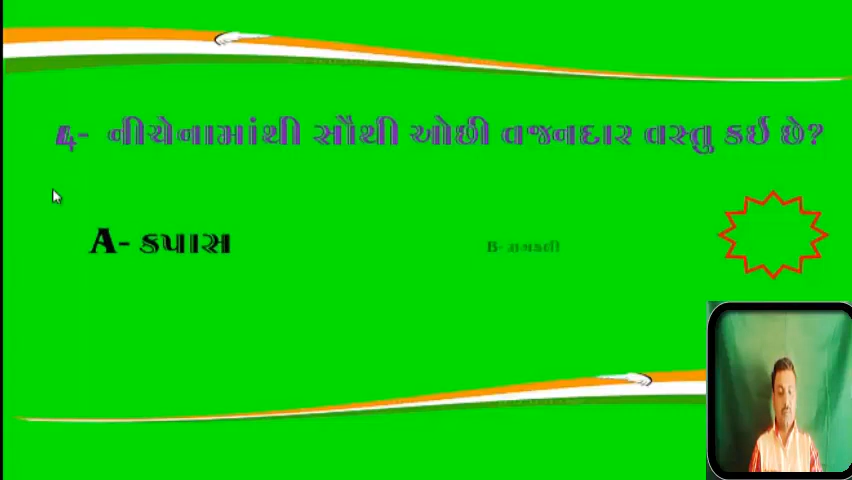 4- નીચેનામાંથી સૌથી ઓછી વજનદાર વસ્તુ કઈ છે?
A- કપાસ